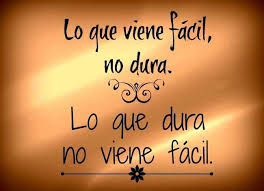 Lo que viene fácil,
no dura.
Lo que dura
no viene fácil.